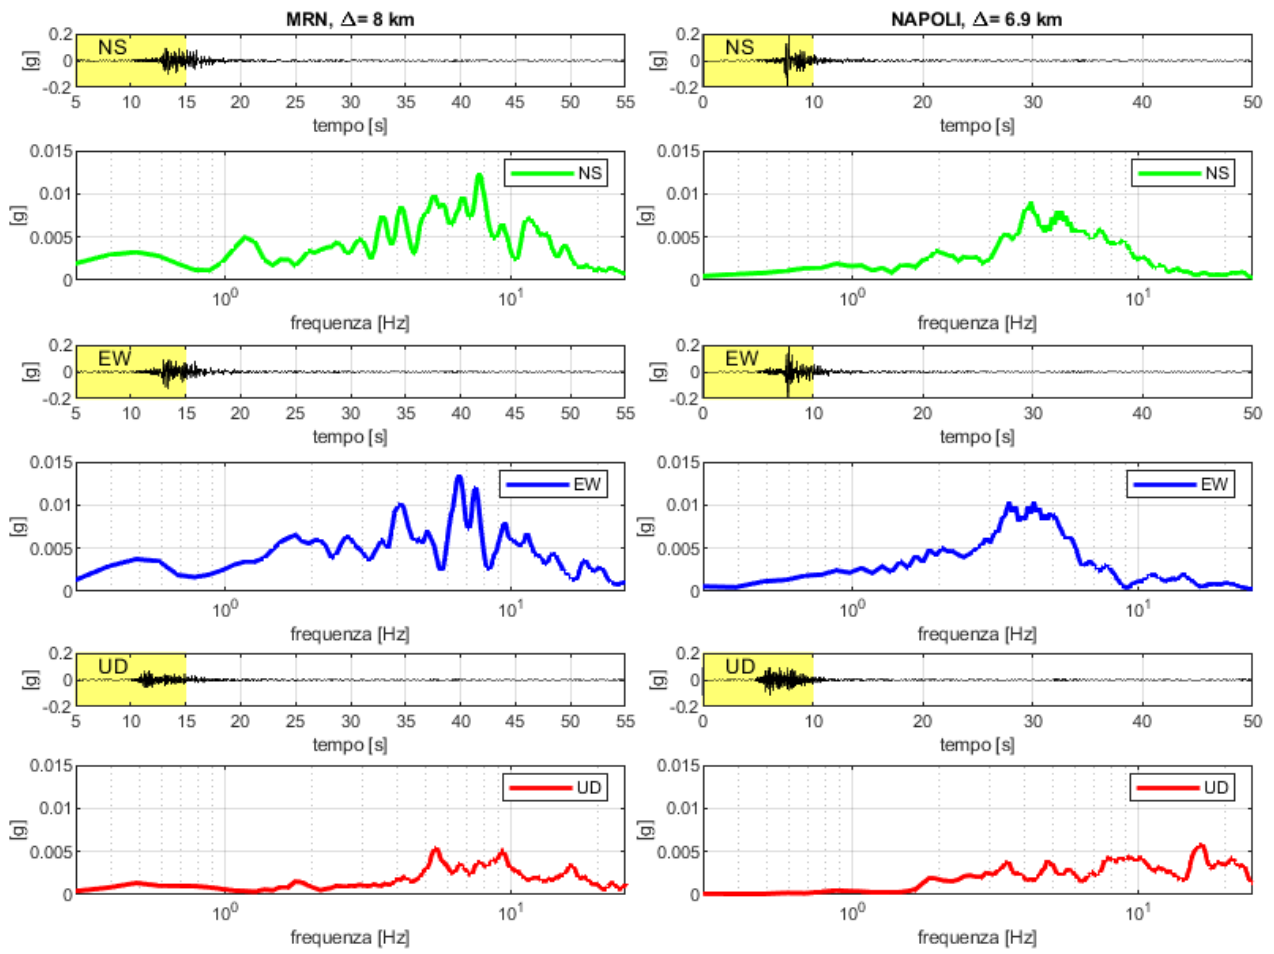 MRN, Δ= 8 km
0.2
0
-0.2
[g]
NS
5 10 15 20 25 30 35 40 45 50 55
tempo [s]
0.015
0.01
0.005
0
[g]
NS
10^0 10^1
frequenza [Hz]
0.2
0
-0.2
[g]
EW
5 10 15 20 25 30 35 40 45 50 55
tempo [s]
0.015
0.01
0.005
0
[g]
EW
10^0 10^1
frequenza [Hz]
0.2
0
-0.2
[g]
UD
5 10 15 20 25 30 35 40 45 50 55
tempo [s]
0.015
0.01
0.005
0
[g]
UD
10^0 10^1
frequenza [Hz]
NAPOLI, Δ= 6.9 km
0.2
0
-0.2
[g]
NS
0 10 20 30 40 50
tempo [s]
0.015
0.01
0.005
0
[g]
NS
10^0 10^1
frequenza [Hz]
0.2
0
-0.2
[g]
EW
0 10 20 30 40 50
tempo [s]
0.015
0.01
0.005
0
[g]
EW
10^0 10^1
frequenza [Hz]
0.2
0
-0.2
[g]
UD
0 10 20 30 40 50
tempo [s]
0.015
0.01
0.005
0
[g]
UD
10^0 10^1
frequenza [Hz]